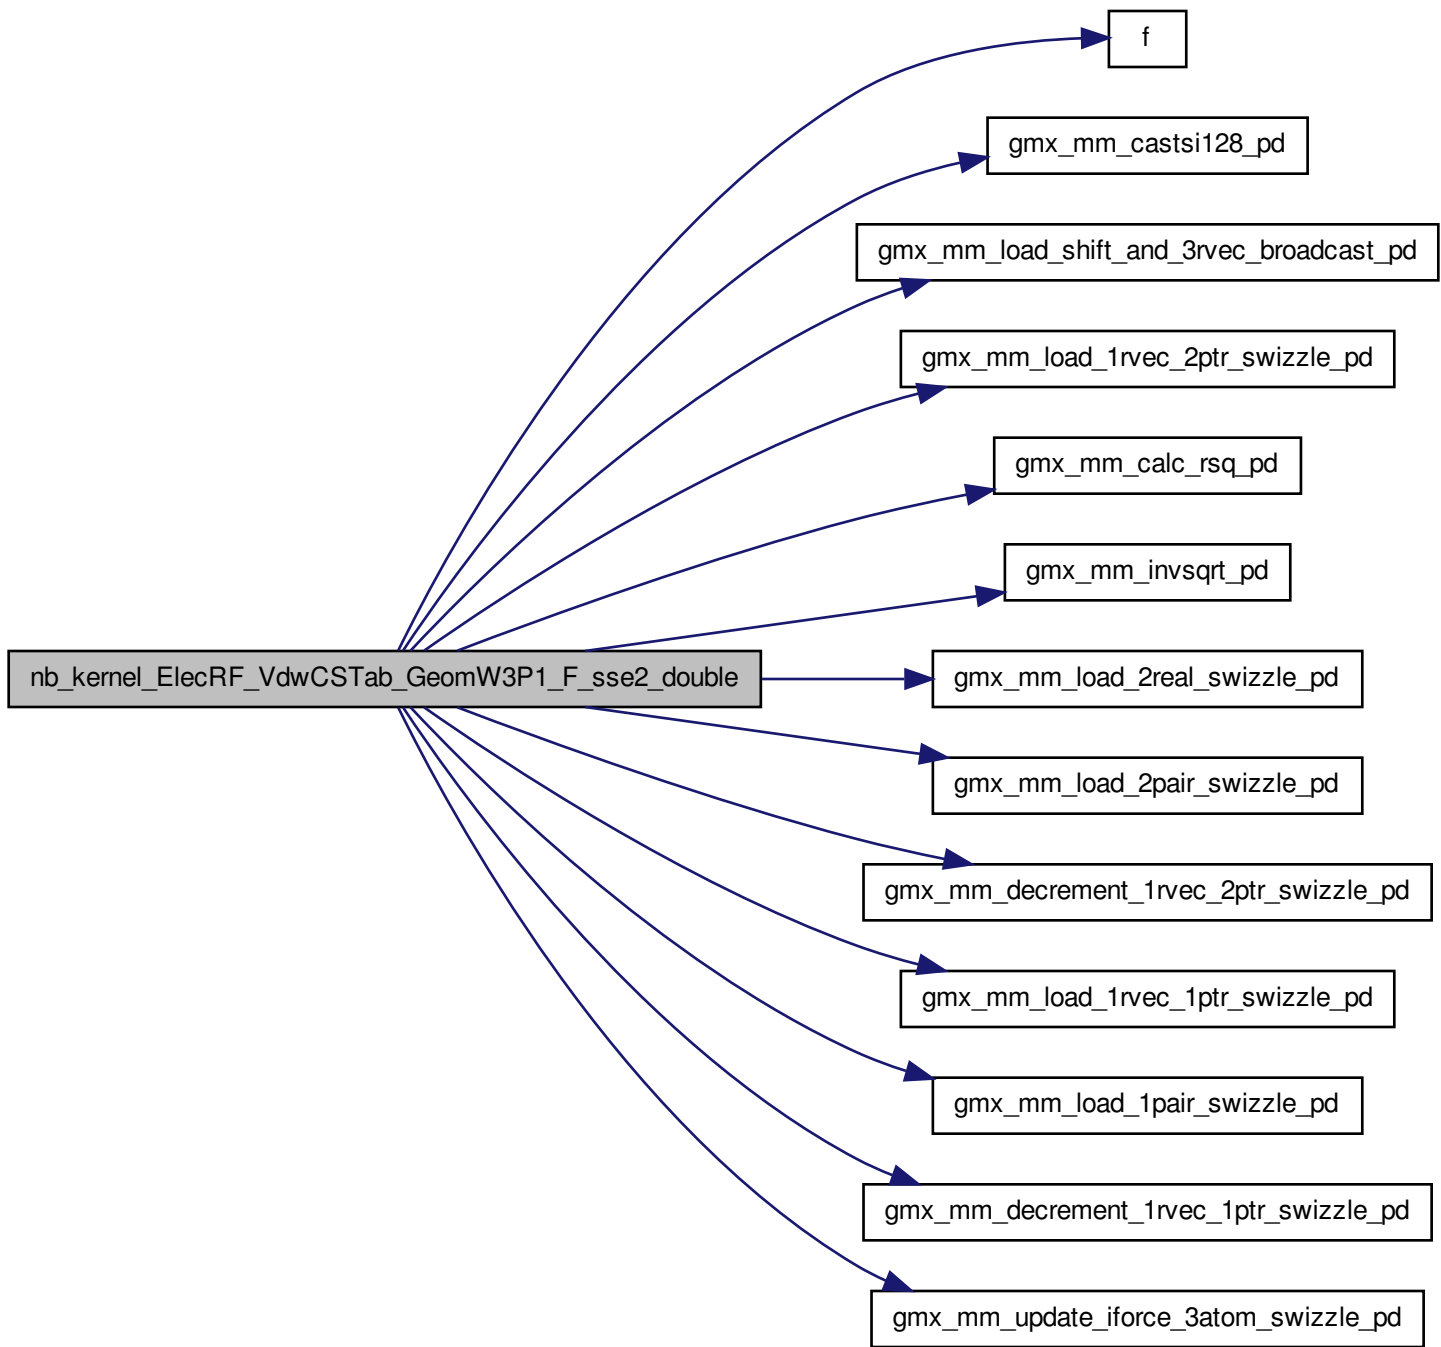 f
gmx_mm_castsi128_pd
gmx_mm_load_shift_and_3rvec_broadcast_pd
gmx_mm_load_1rvec_2ptr_swizzle_pd
gmx_mm_calc_rsq_pd
gmx_mm_invsqrt_pd
nb_kernel_ElecRF_VdwCSTab_GeomW3P1_F_sse2_double
gmx_mm_load_2real_swizzle_pd
gmx_mm_load_2pair_swizzle_pd
gmx_mm_decrement_1rvec_2ptr_swizzle_pd
gmx_mm_load_1rvec_1ptr_swizzle_pd
gmx_mm_load_1pair_swizzle_pd
gmx_mm_decrement_1rvec_1ptr_swizzle_pd
gmx_mm_update_iforce_3atom_swizzle_pd